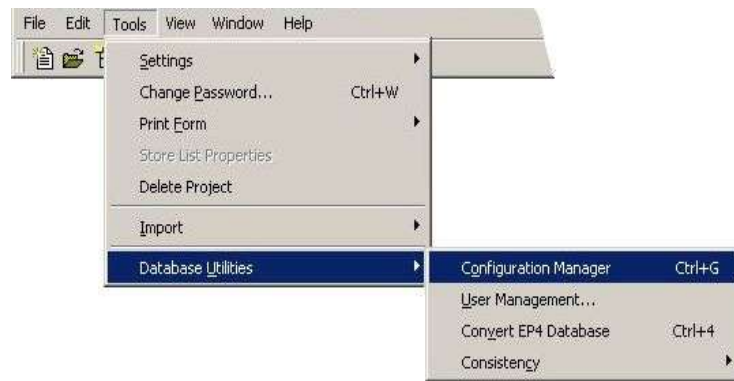 File Edit Tools View Window Help
Settings
Change Password... Ctrl+W
Print Form
Store List Properties
Delete Project
Import
Database Utilities
Configuration Manager Ctrl+G
User Management...
Convert EP4 Database Ctrl+4
Consistency